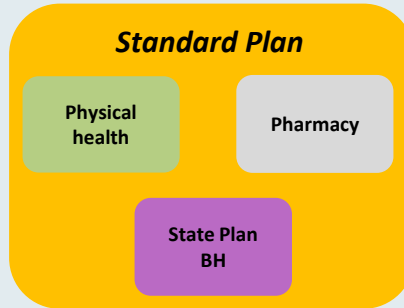 Standard Plan
Physical
health
Pharmacy
State Plan
BH